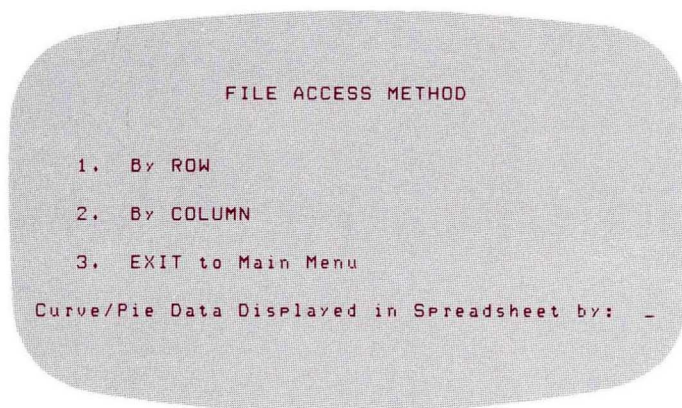 FILE ACCESS METHOD
1. By ROW
2. By COLUMN
3. EXIT to Main Menu
Curve/Pie Data Displayed in Spreadsheet by: _